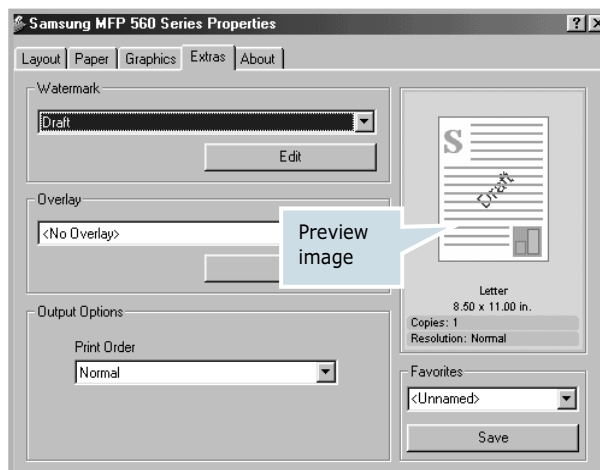 Samsung MFP 560 Series Properties
Layout Paper Graphics Extras About
Watermark
Draft
Edit
Overlay
<No Overlay>
Output Options
Print Order
Normal
Preview
image
S
Draft
Letter
8.50 x 11.00 in.
Copies: 1
Resolution: Normal
Favorites
<Unnamed>
Save